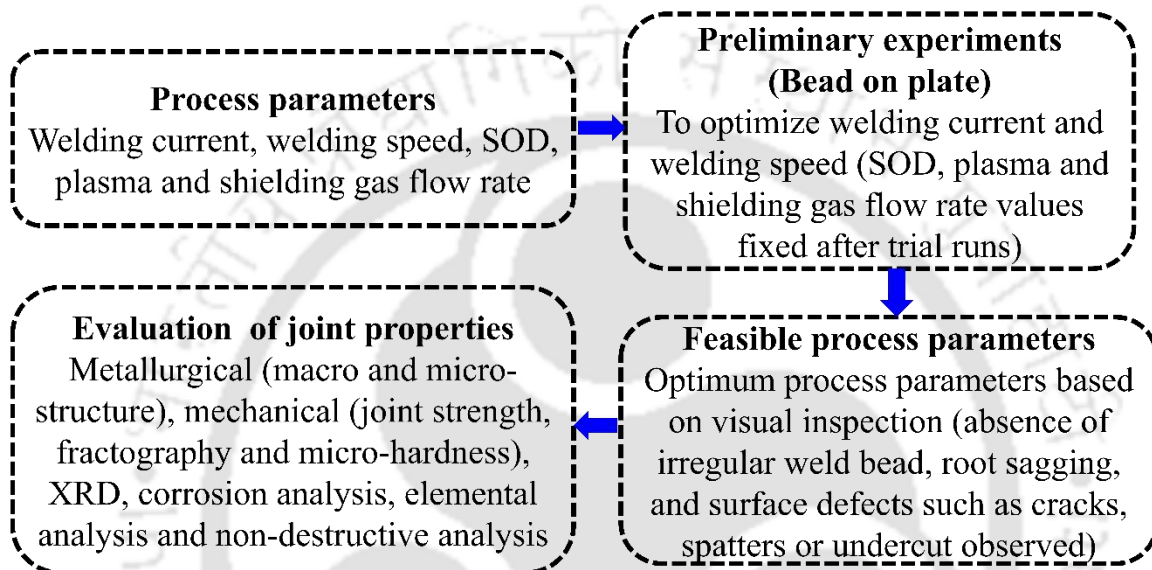 Process parameters
Welding current, welding speed, SOD,
plasma and shielding gas flow rate
Preliminary experiments
(Bead on plate)
To optimize welding current and
welding speed (SOD, plasma and
shielding gas flow rate values
fixed after trial runs)
Feasible process parameters
Optimum process parameters based
on visual inspection (absence of
irregular weld bead, root sagging,
and surface defects such as cracks,
spatters or undercut observed)
Evaluation of joint properties
Metallurgical (macro and micro-
structure), mechanical (joint strength,
fractography and micro-hardness),
XRD, corrosion analysis, elemental
analysis and non-destructive analysis